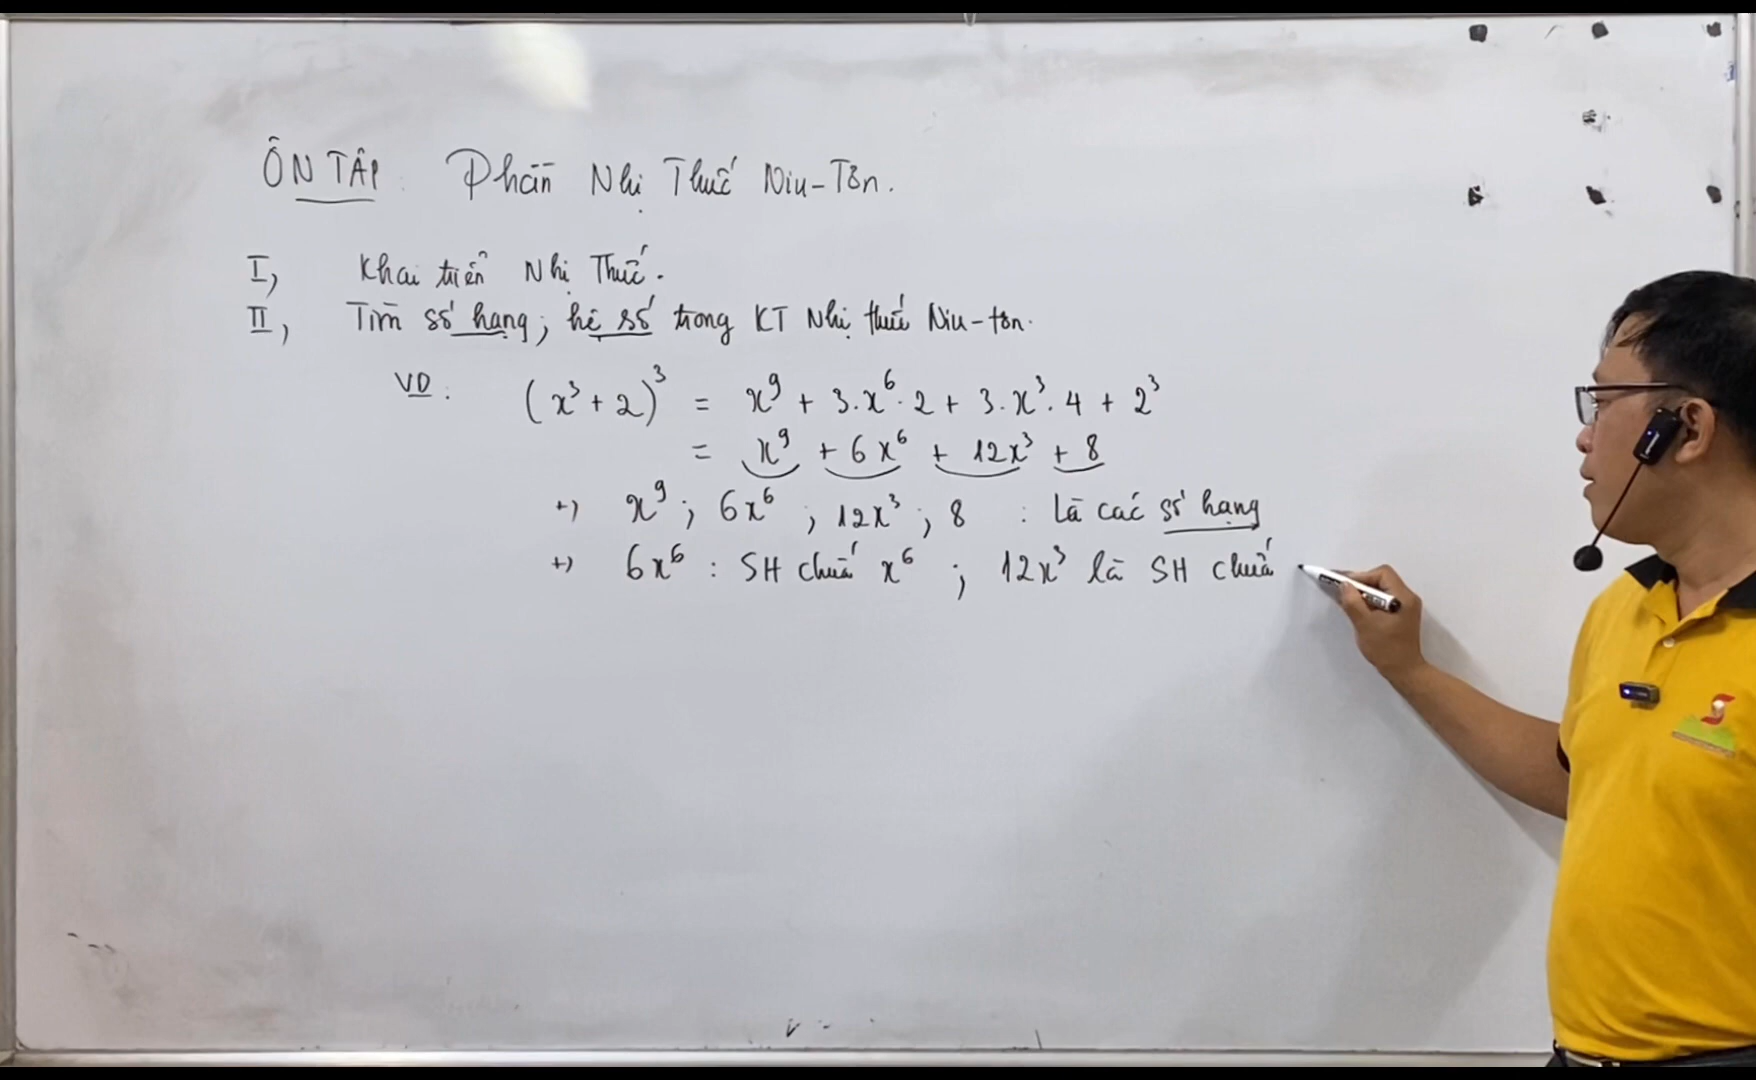 ÔN TẬP: Phần Nhị Thức Niu-Tơn.
I, Khai triển Nhị Thức.
II, Tìm số hạng; hệ số trong KT Nhị thức Niu-tơn.
VD: (x³ + 2)³ = x⁹ + 3.x⁶.2 + 3.x³.4 + 2³
= x⁹ + 6x⁶ + 12x³ + 8
+) x⁹; 6x⁶; 12x³; 8 : Là các số hạng
+) 6x⁶ : SH chứa x⁶ ; 12x³ là SH chứa